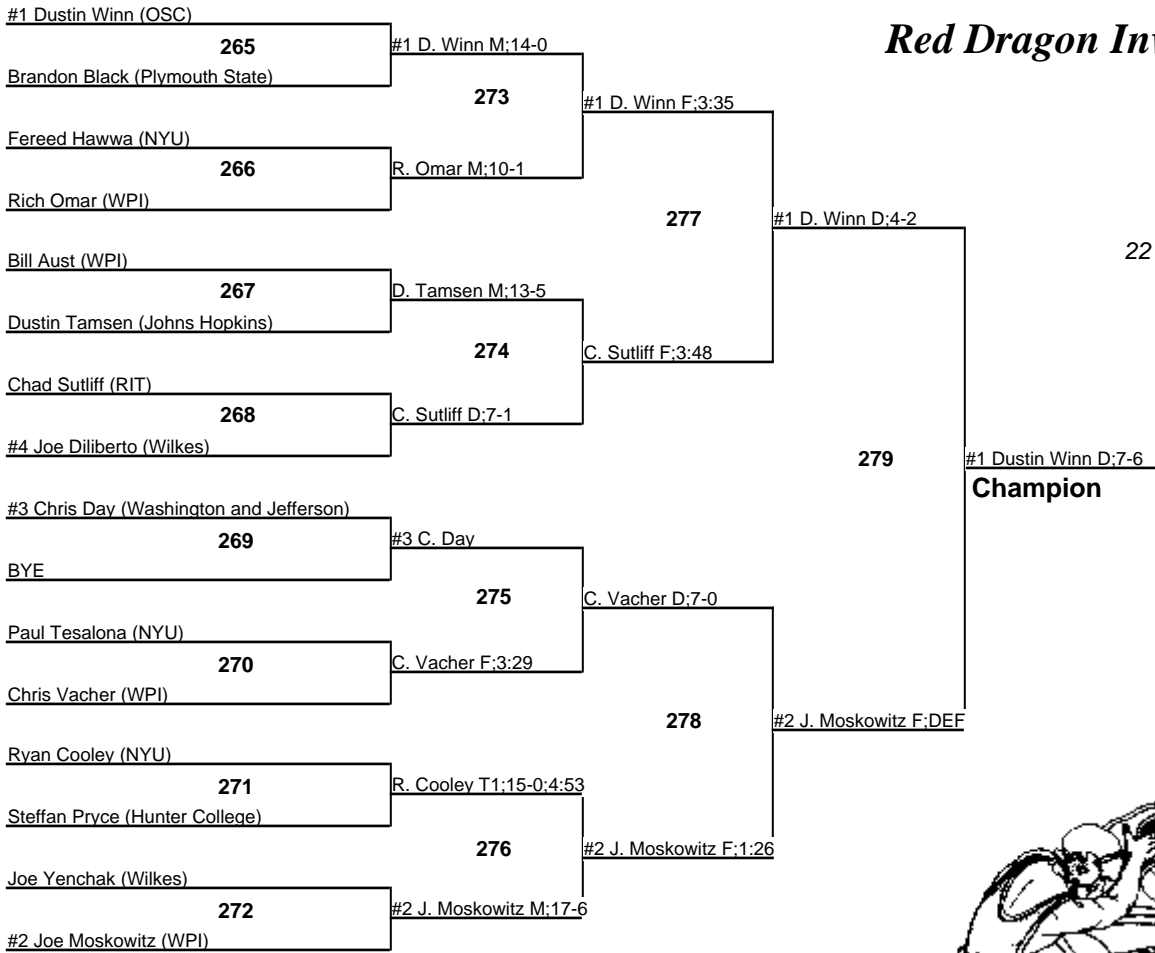 #1 Dustin Winn (OSC)
Red Dragon Inv
265
#1 D. Winn M;14-0
Brandon Black (Plymouth State)
273
#1 D. Winn F;3:35
Fereed Hawwa (NYU)
266
R. Omar M;10-1
Rich Omar (WPI)
277
#1 D. Winn D;4-2
22
Bill Aust (WPI)
267
D. Tamsen M;13-5
Dustin Tamsen (Johns Hopkins)
274
C. Sutliff F;3:48
Chad Sutliff (RIT)
268
C. Sutliff D;7-1
#4 Joe Diliberto (Wilkes)
279
#1 Dustin Winn D;7-6
Champion
#3 Chris Day (Washington and Jefferson)
269
#3 C. Day
BYE
275
C. Vacher D;7-0
Paul Tesalona (NYU)
270
C. Vacher F;3:29
Chris Vacher (WPI)
278
#2 J. Moskowitz F;DEF
Ryan Cooley (NYU)
271
R. Cooley T1;15-0;4:53
Steffan Pryce (Hunter College)
276
#2 J. Moskowitz F;1:26
Joe Yenchak (Wilkes)
272
#2 J. Moskowitz M;17-6
#2 Joe Moskowitz (WPI)